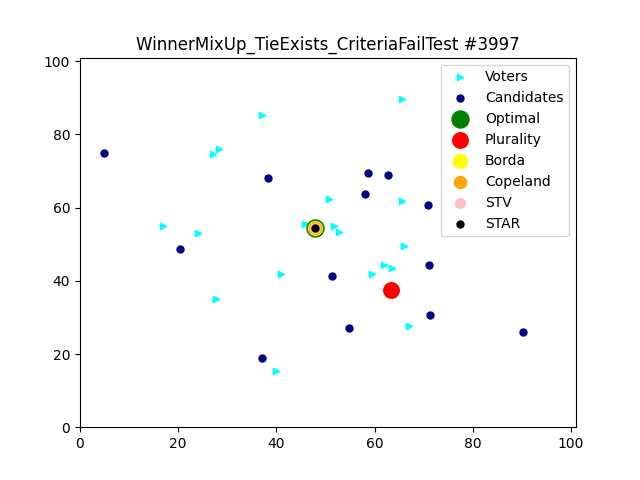 WinnerMixUp_TieExists_CriteriaFailTest #3997
100
80
60
40
20
0
0
20
40
60
80
100
Voters
Candidates
Optimal
Plurality
Borda
Copeland
STV
STAR